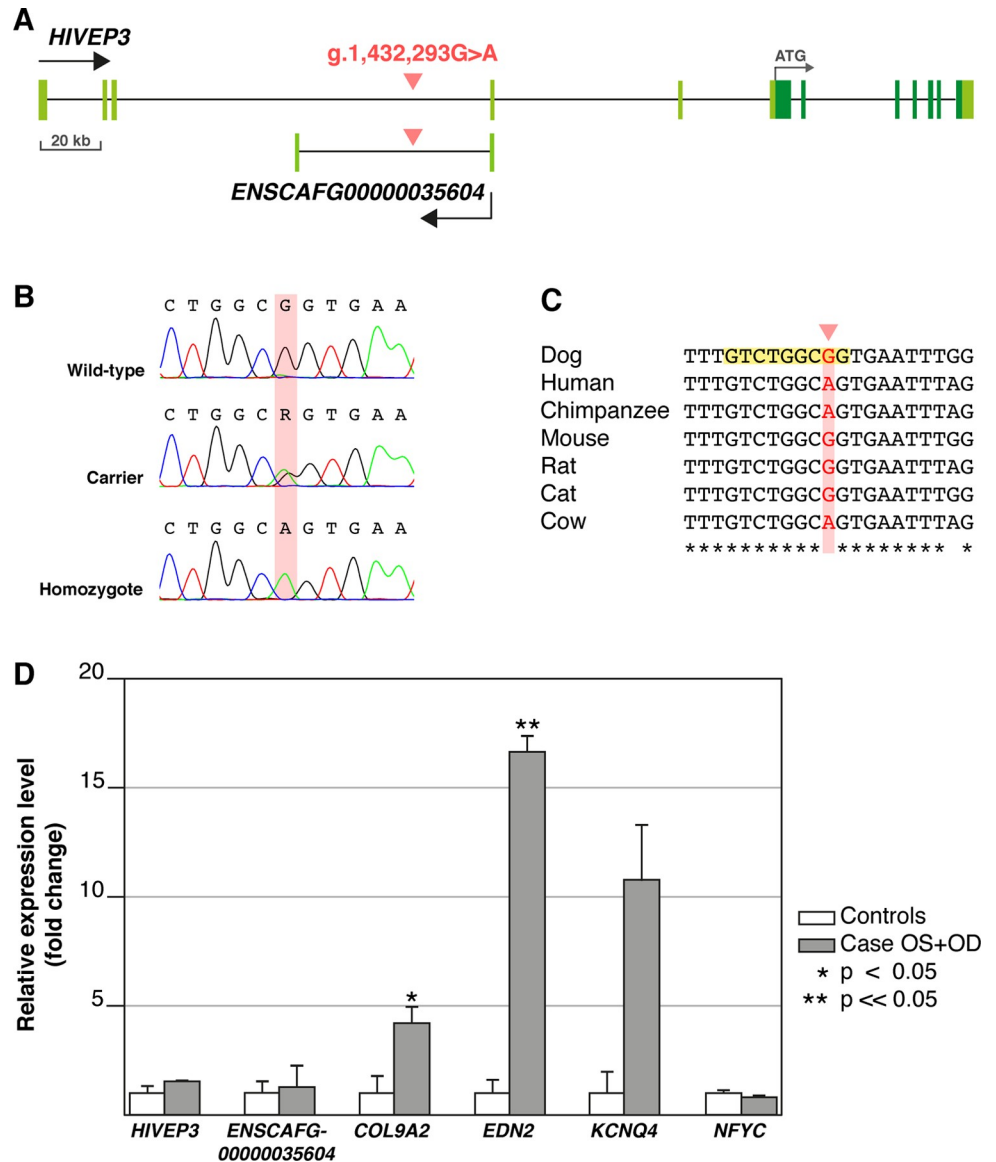 A
HIVEP3
g.1,432,293G>A
ATG
20 kb
ENSCAFG00000035604
B
C T G G C G G T G A A
Wild-type
C T G G C R G T G A A
Carrier
C T G G C A G T G A A
Homozygote
C
Dog TTTGTCTGGCGGTGAATTTGG
Human TTTGTCTGGCAGTGAATTTAG
Chimpanzee TTTGTCTGGCAGTGAATTTAG
Mouse TTTGTCTGGCGGTGAATTTAG
Rat TTTGTCTGGCGGTGAATTTAG
Cat TTTGTCTGGCGGTGAATTTGG
Cow TTTGTCTGGCAGTGAATTTAG
********** ******** *
D
Relative expression level
(fold change)
20
15
10
5
*
**
HIVEP3
ENSCAFG-
00000035604
COL9A2
EDN2
KCNQ4
NFYC
Controls
Case OS+OD
* p < 0.05
** p << 0.05